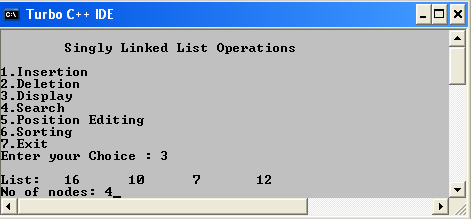 Turbo C++ IDE
Singly Linked List Operations
1.Insertion
2.Deletion
3.Display
4.Search
5.Position Editing
6.Sorting
7.Exit
Enter your Choice : 3
List: 16 10 7 12
No of nodes: 4_